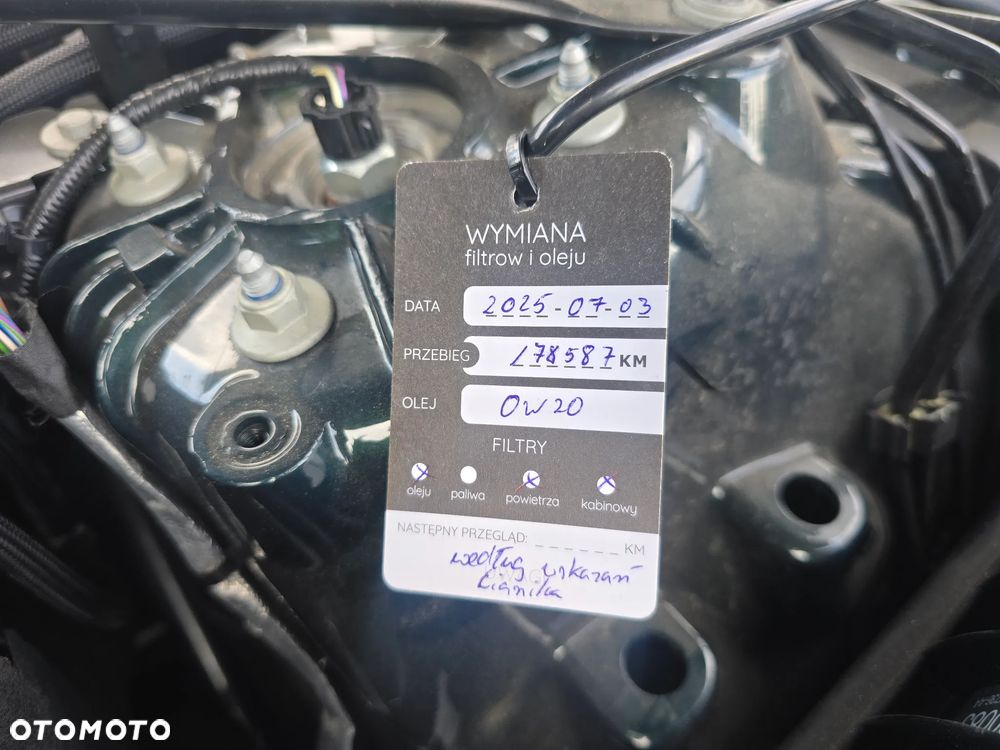 WYMIANA
filtrow i oleju
DATA 2025-07-03
PRZEBIEG 178587 KM
OLEJ 0W20
FILTRY
oleju paliwa powietrza kabinowy
NASTĘPNY PRZEGLĄD: _ _ _ _ _ _ KM
według wskazań
OTOMOTO